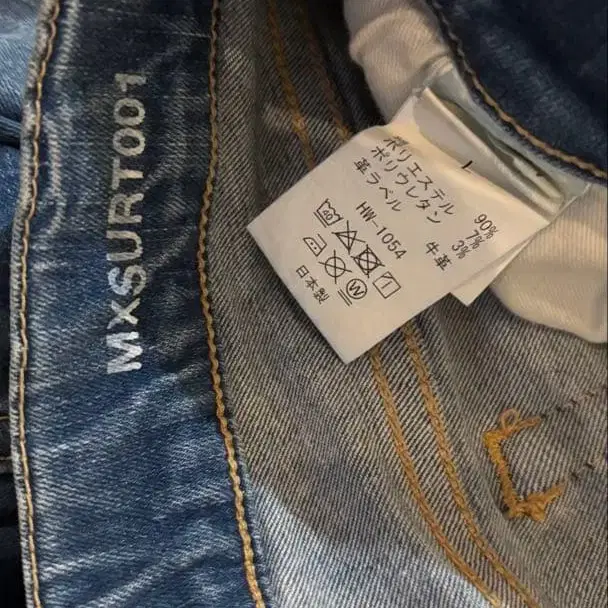 MXSURT001
L
90%
ポリエステル 7%
ポリウレタン 3%
革ラベル 牛革
HW-1054
40
W
日本製